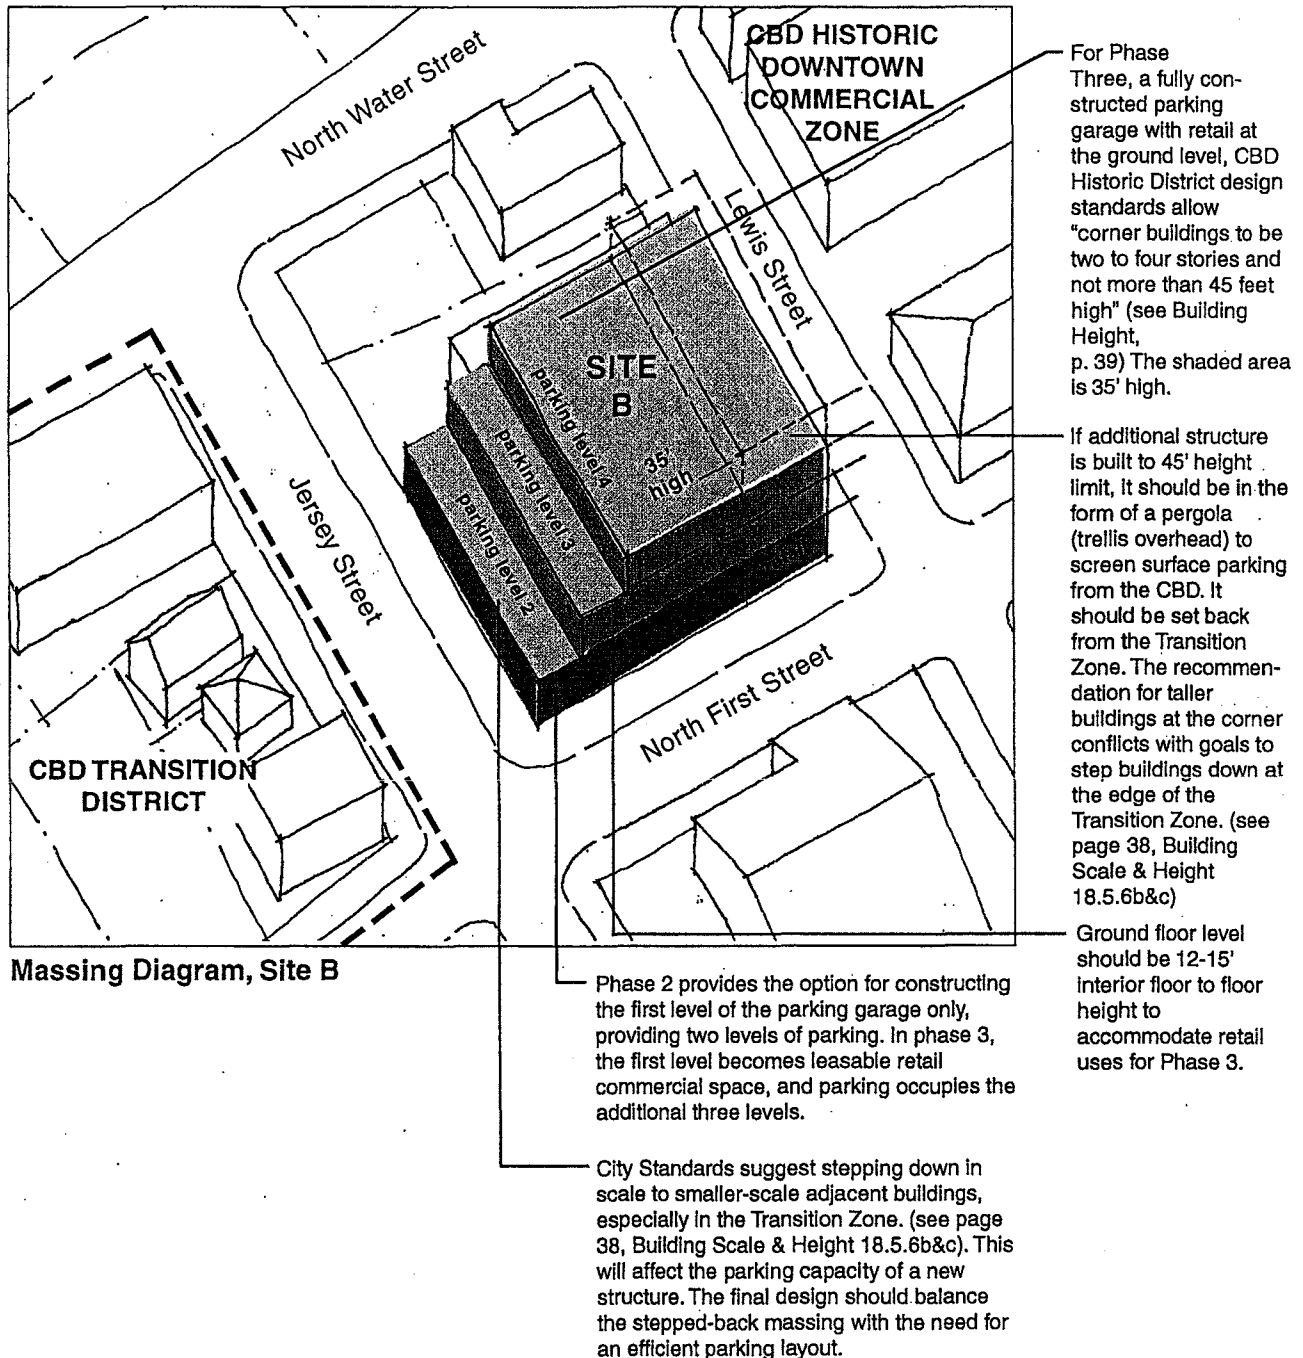 North Water Street
CBD HISTORIC
DOWNTOWN
COMMERCIAL
ZONE
Lewis Street
SITE
B
parking level 4
parking level 3
parking level 2
35'
high
Jersey Street
North First Street
CBD TRANSITION
DISTRICT
For Phase
Three, a fully con-
structed parking
garage with retail at
the ground level, CBD
Historic District design
standards allow
"corner buildings to be
two to four stories and
not more than 45 feet
high" (see Building
Height,
p. 39) The shaded area
is 35' high.
If additional structure
is built to 45' height
limit, it should be in the
form of a pergola
(trellis overhead) to
screen surface parking
from the CBD. It
should be set back
from the Transition
Zone. The recommen-
dation for taller
buildings at the corner
conflicts with goals to
step buildings down at
the edge of the
Transition Zone. (see
page 38, Building
Scale & Height
18.5.6b&c)
Ground floor level
should be 12-15'
interior floor to floor
height to
accommodate retail
uses for Phase 3.
Massing Diagram, Site B
Phase 2 provides the option for constructing
the first level of the parking garage only,
providing two levels of parking. In phase 3,
the first level becomes leasable retail
commercial space, and parking occupies the
additional three levels.
City Standards suggest stepping down in
scale to smaller-scale adjacent buildings,
especially in the Transition Zone. (see page
38, Building Scale & Height 18.5.6b&c). This
will affect the parking capacity of a new
structure. The final design should balance
the stepped-back massing with the need for
an efficient parking layout.